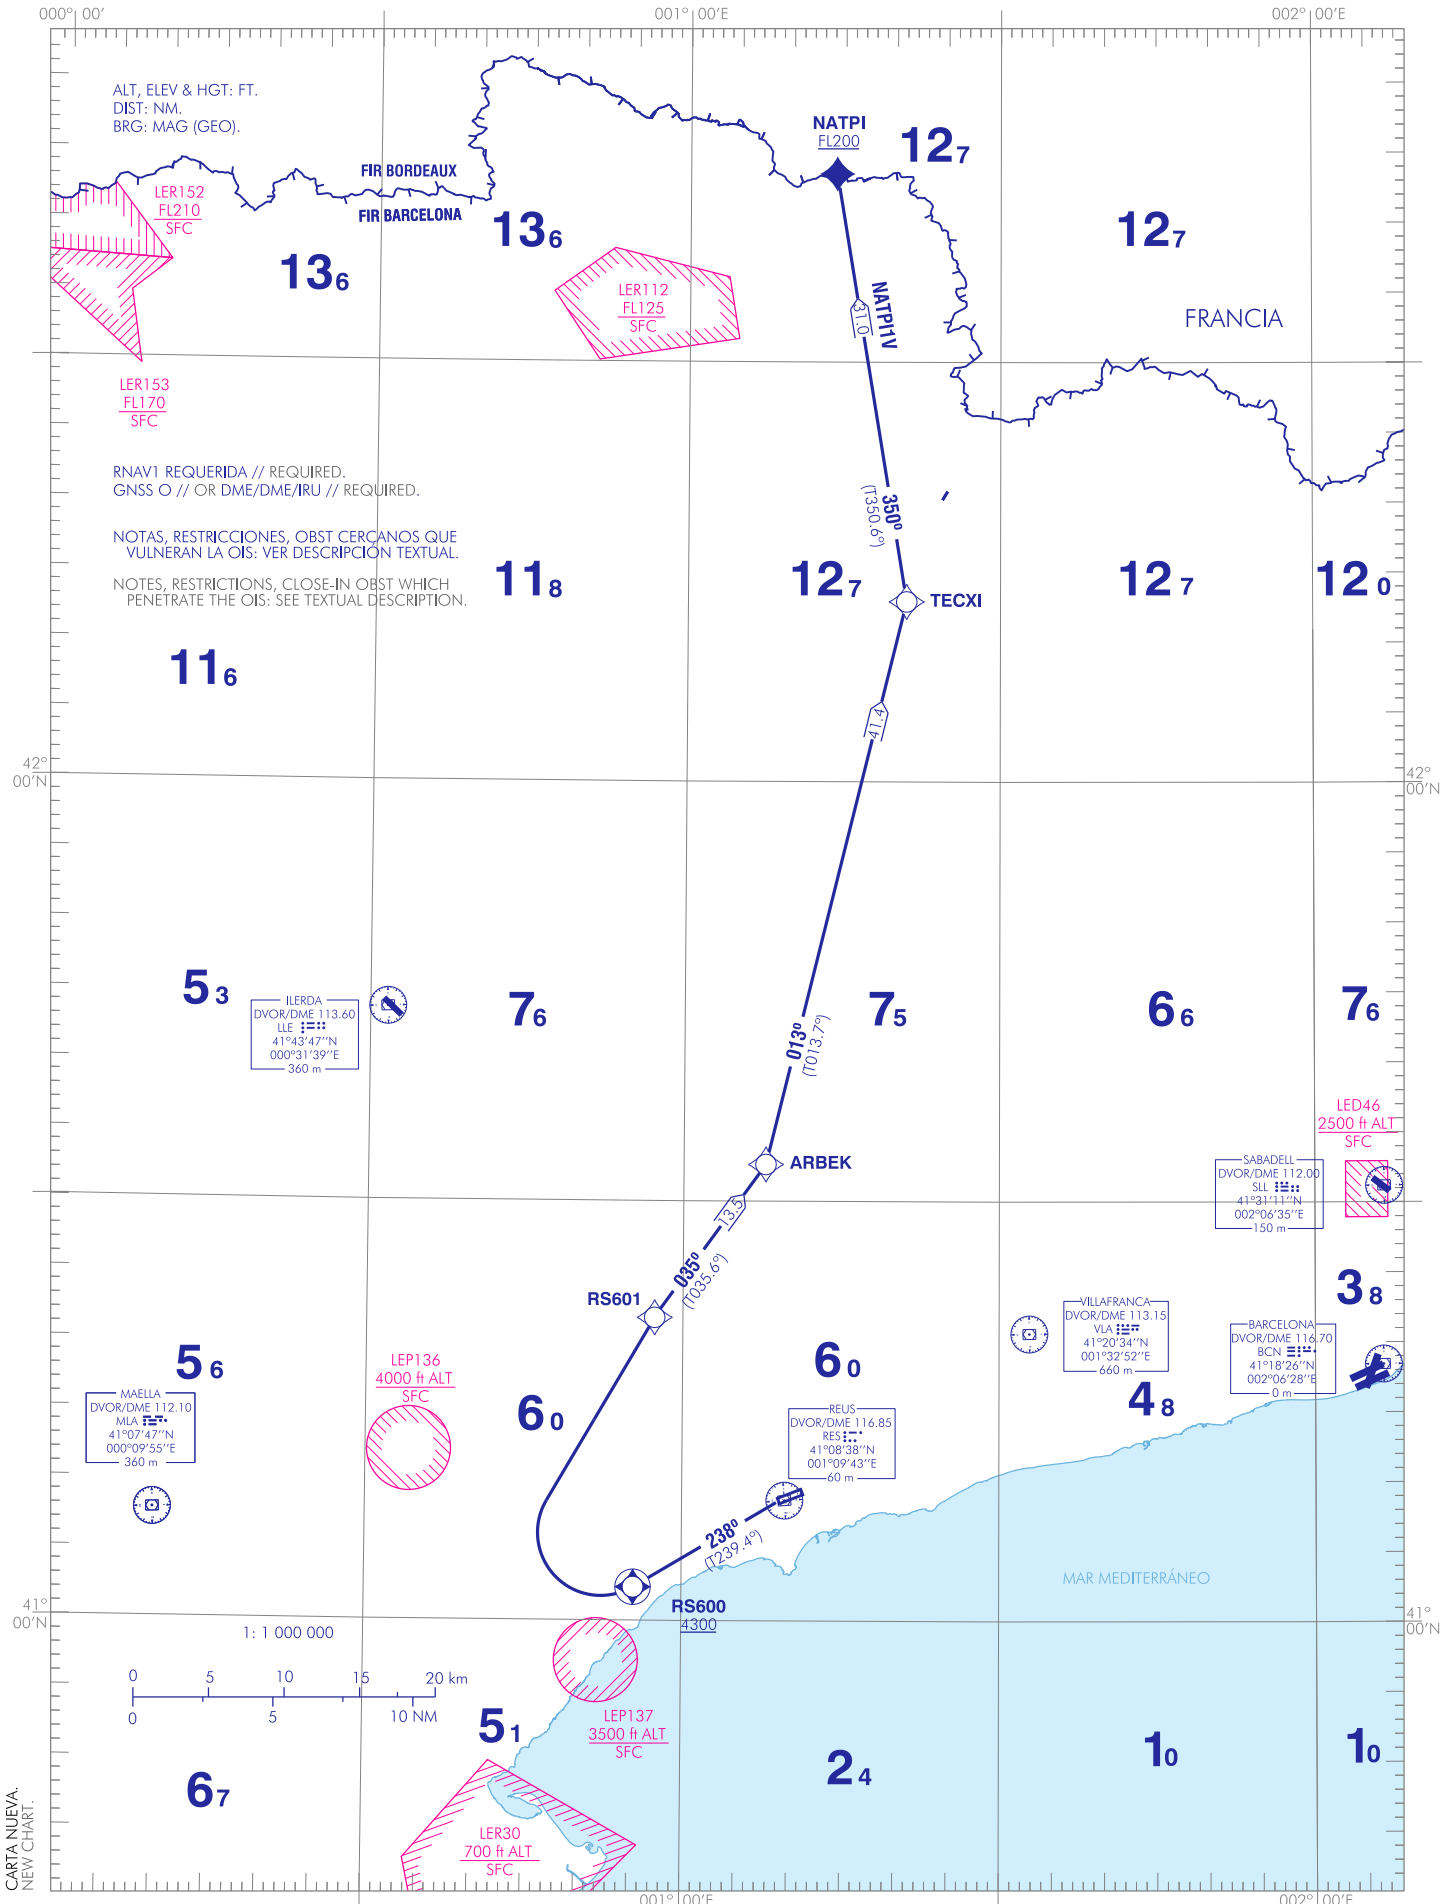 000° 00'
001° 00'E
002° 00'E
ALT, ELEV & HGT: FT.
DIST: NM.
BRG: MAG (GEO).
NATPI
FL200
12 7
FIR BORDEAUX
FIR BARCELONA
LER152
FL210
SFC
13 6
13 6
12 7
LER112
FL125
SFC
NATPI1V
31.0
FRANCIA
LER153
FL170
SFC
RNAV1 REQUERIDA // REQUIRED.
GNSS O // OR DME/DME/IRU // REQUIRED.
350°
(T350.6°)
NOTAS, RESTRICCIONES, OBST CERCANOS QUE
VULNERAN LA OIS: VER DESCRIPCIÓN TEXTUAL.
NOTES, RESTRICTIONS, CLOSE-IN OBST WHICH
PENETRATE THE OIS: SEE TEXTUAL DESCRIPTION.
11 8
12 7
12 7
12 0
TECXI
11 6
41.4
42°
00'N
42°
00'N
5 3
7 6
7 5
6 6
7 6
ILERDA
DVOR/DME 113.60
LLE
41°43'47''N
000°31'39''E
360 m
013°
(T013.7°)
LED46
2500 ft ALT
SFC
ARBEK
SABADELL
DVOR/DME 112.00
SLL
41°31'11''N
002°06'35''E
150 m
13.5
035°
(T035.6°)
RS601
3 8
VILLAFRANCA
DVOR/DME 113.15
VLA
41°20'34''N
001°32'52''E
660 m
BARCELONA
DVOR/DME 116.70
BCN
41°18'26''N
002°06'28''E
0 m
5 6
LEP136
4000 ft ALT
SFC
6 0
6 0
4 8
MAELLA
DVOR/DME 112.10
MLA
41°07'47''N
000°09'55''E
360 m
REUS
DVOR/DME 116.85
RES
41°08'38''N
001°09'43''E
60 m
238°
(T239.4°)
MAR MEDITERRÁNEO
RS600
4300
41°
00'N
41°
00'N
1: 1 000 000
0 5 10 15 20 km
0 5 10 NM
LEP137
3500 ft ALT
SFC
5 1
2 4
1 0
1 0
6 7
LER30
700 ft ALT
SFC
CARTA NUEVA.
NEW CHART.
001° 00'E
002° 00'E